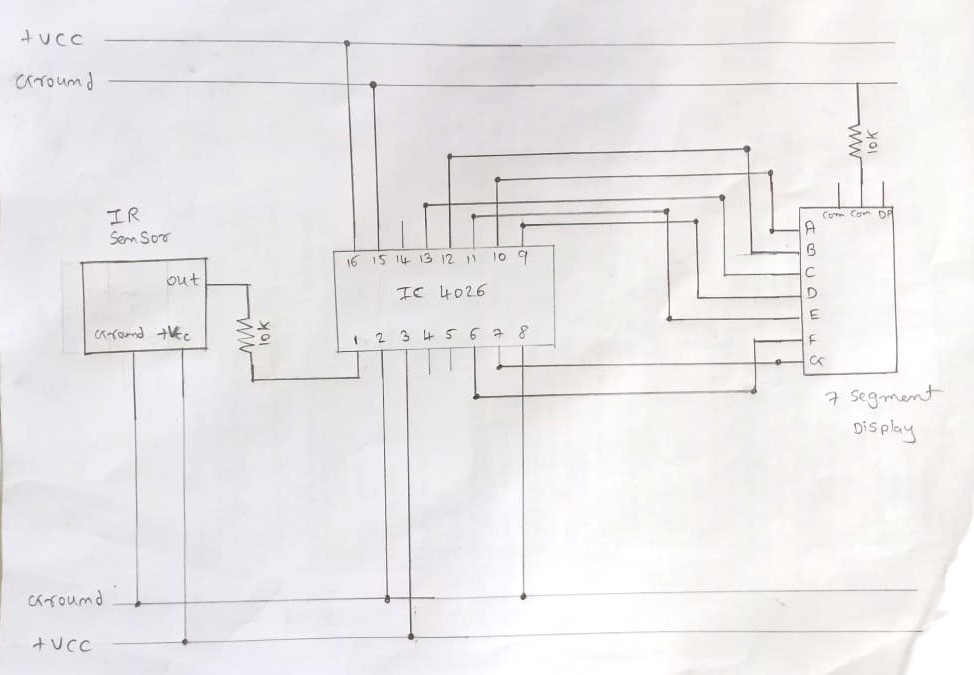 +VCC
Ground
10K
Com Com DP
IR
Sensor
out
Ground +Vcc
10K
16 15 14 13 12 11 10 9
IC 4026
1 2 3 4 5 6 7 8
A
B
C
D
E
F
G
7 Segment
Display
Ground
+VCC